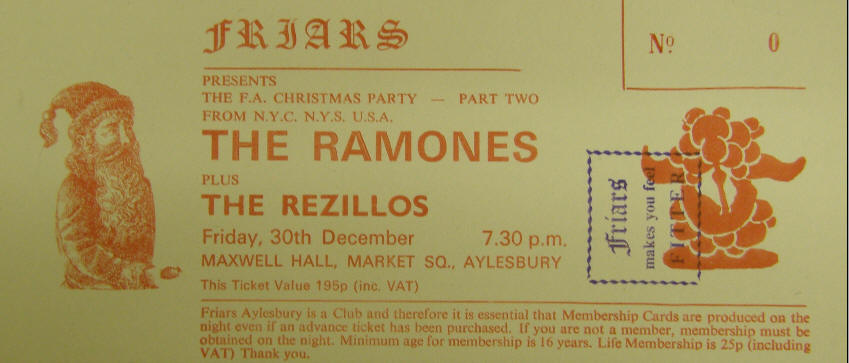 FRIARS
Nº 0
PRESENTS
THE F.A. CHRISTMAS PARTY — PART TWO
FROM N.Y.C. N.Y.S. U.S.A.
THE RAMONES
PLUS
THE REZILLOS
Friday, 30th December 7.30 p.m.
MAXWELL HALL, MARKET SQ., AYLESBURY
This Ticket Value 195p (inc. VAT)
Friars
makes you feel
FITTER
Friars Aylesbury is a Club and therefore it is essential that Membership Cards are produced on the
night even if an advance ticket has been purchased. If you are not a member, membership must be
obtained on the night. Minimum age for membership is 16 years. Life Membership is 25p (including
VAT) Thank you.